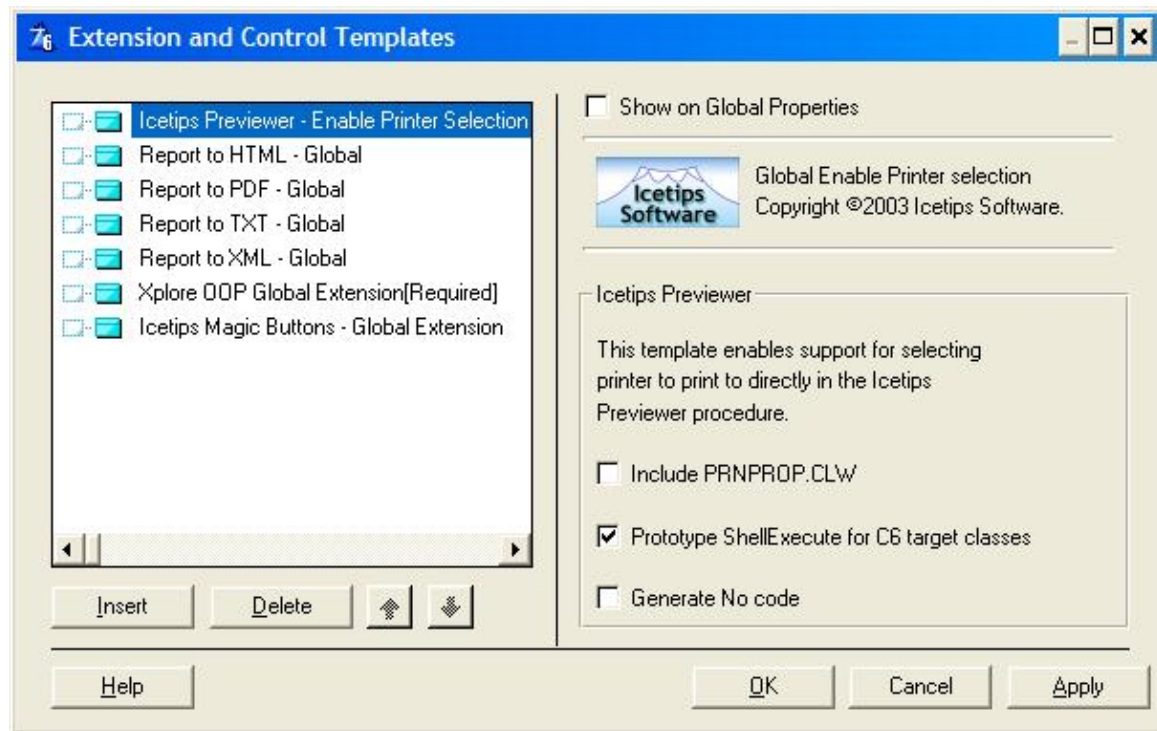 Extension and Control Templates
Icetips Previewer - Enable Printer Selection
Report to HTML - Global
Report to PDF - Global
Report to TXT - Global
Report to XML - Global
Xplore OOP Global Extension[Required]
Icetips Magic Buttons - Global Extension
Insert
Delete
Show on Global Properties
Icetips
Software
Global Enable Printer selection
Copyright ©2003 Icetips Software.
Icetips Previewer
This template enables support for selecting
printer to print to directly in the Icetips
Previewer procedure.
Include PRNPROP.CLW
Prototype ShellExecute for C6 target classes
Generate No code
Help
OK
Cancel
Apply